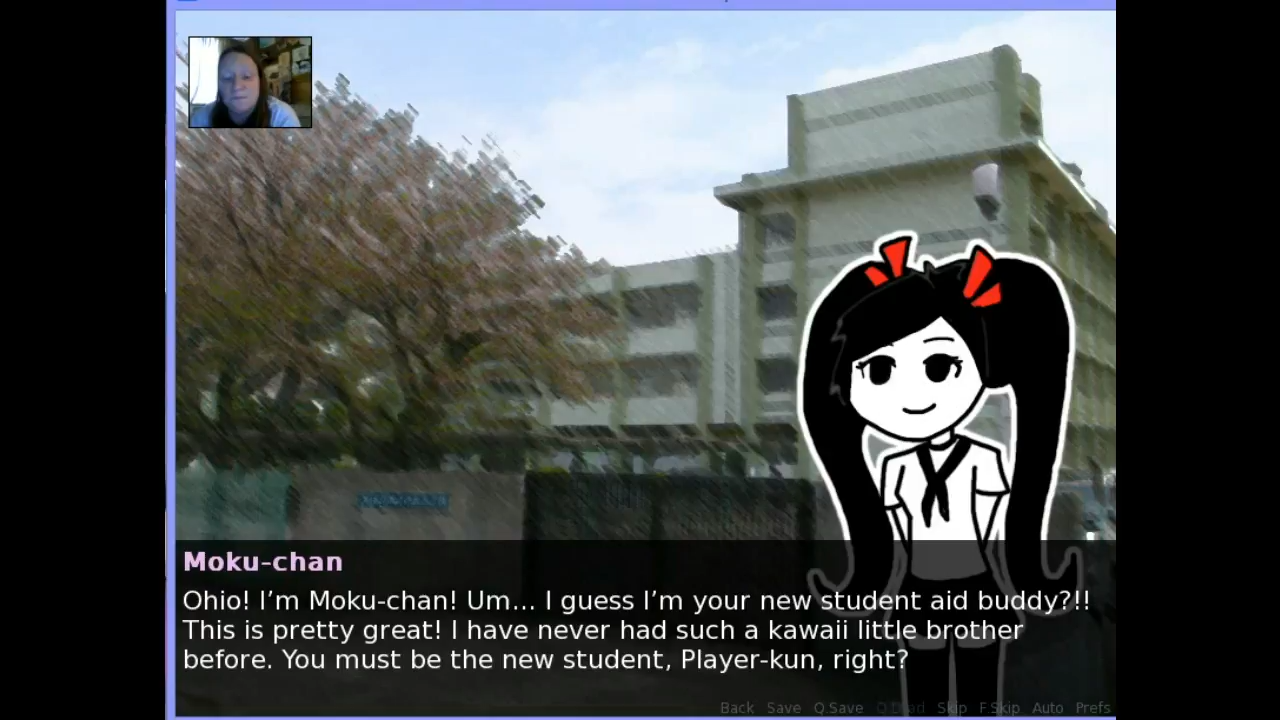 Moku-chan
Ohio! I’m Moku-chan! Um... I guess I’m your new student aid buddy?!!
This is pretty great! I have never had such a kawaii little brother
before. You must be the new student, Player-kun, right?
Back Save Q.Save Q.Load Skip F.Skip Auto Prefs